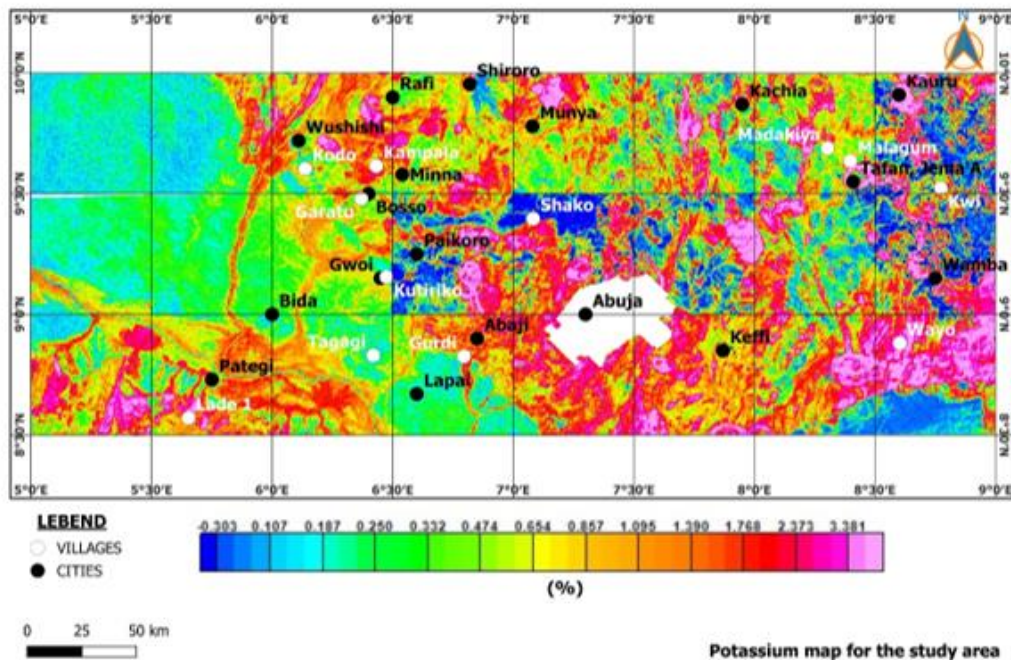 5°0'E 5°30'E 6°0'E 6°30'E 7°0'E 7°30'E 8°0'E 8°30'E 9°0'E
N
10°0'N 10°0'N
Shiroro
Rafi
Kachia
Kauru
Munya
Wushishi
Madakiya
Malagum
Kodo
Kampala
Minna
Tafan, Jema A
9°30'N 9°30'N
Garatu
Bosso
Shako
Kwi
Paikoro
Gwoi
Kutiriko
Wamba
Bida
Abuja
9°0'N 9°0'N
Tagagi
Gurdi
Abaji
Keffi
Wayo
Pategi
Lapai
Lade 1
8°30'N 8°30'N
5°0'E 5°30'E 6°0'E 6°30'E 7°0'E 7°30'E 8°0'E 8°30'E 9°0'E
LEBEND
VILLAGES
CITIES
-0.303 0.107 0.187 0.250 0.332 0.474 0.654 0.857 1.095 1.390 1.768 2.373 3.381
(%)
0 25 50 km
Potassium map for the study area